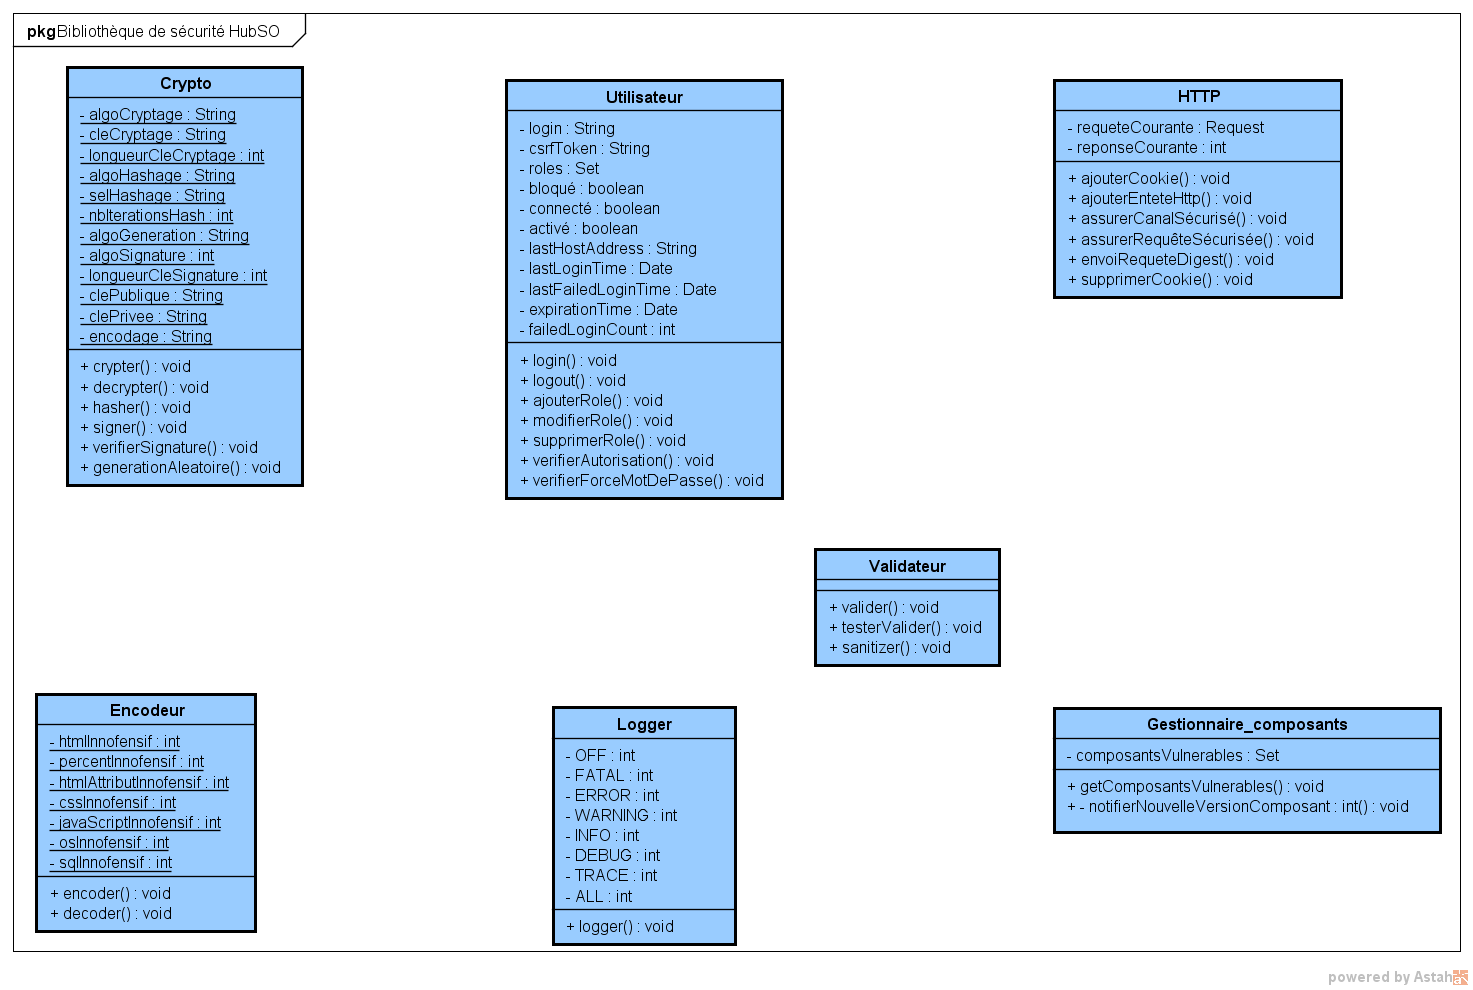 pkg Bibliothèque de sécurité HubSO
Crypto
- algoCryptage : String
- cleCryptage : String
- longueurCleCryptage : int
- algoHashage : String
- selHashage : String
- nbIterationsHash : int
- algoGeneration : String
- algoSignature : int
- longueurCleSignature : int
- clePublique : String
- clePrivee : String
- encodage : String
+ crypter() : void
+ decrypter() : void
+ hasher() : void
+ signer() : void
+ verifierSignature() : void
+ generationAleatoire() : void
Utilisateur
- login : String
- csrfToken : String
- roles : Set
- bloqué : boolean
- connecté : boolean
- activé : boolean
- lastHostAddress : String
- lastLoginTime : Date
- lastFailedLoginTime : Date
- expirationTime : Date
- failedLoginCount : int
+ login() : void
+ logout() : void
+ ajouterRole() : void
+ modifierRole() : void
+ supprimerRole() : void
+ verifierAutorisation() : void
+ verifierForceMotDePasse() : void
HTTP
- requeteCourante : Request
- reponseCourante : int
+ ajouterCookie() : void
+ ajouterEnteteHttp() : void
+ assurerCanalSécurisé() : void
+ assurerRequêteSécurisée() : void
+ envoiRequeteDigest() : void
+ supprimerCookie() : void
Validateur
+ valider() : void
+ testerValider() : void
+ sanitizer() : void
Encodeur
- htmlInnofensif : int
- percentInnofensif : int
- htmlAttributInnofensif : int
- cssInnofensif : int
- javaScriptInnofensif : int
- osInnofensif : int
- sqlInnofensif : int
+ encoder() : void
+ decoder() : void
Logger
- OFF : int
- FATAL : int
- ERROR : int
- WARNING : int
- INFO : int
- DEBUG : int
- TRACE : int
- ALL : int
+ logger() : void
Gestionnaire_composants
- composantsVulnerables : Set
+ getComposantsVulnerables() : void
+ - notifierNouvelleVersionComposant : int() : void
powered by Astah